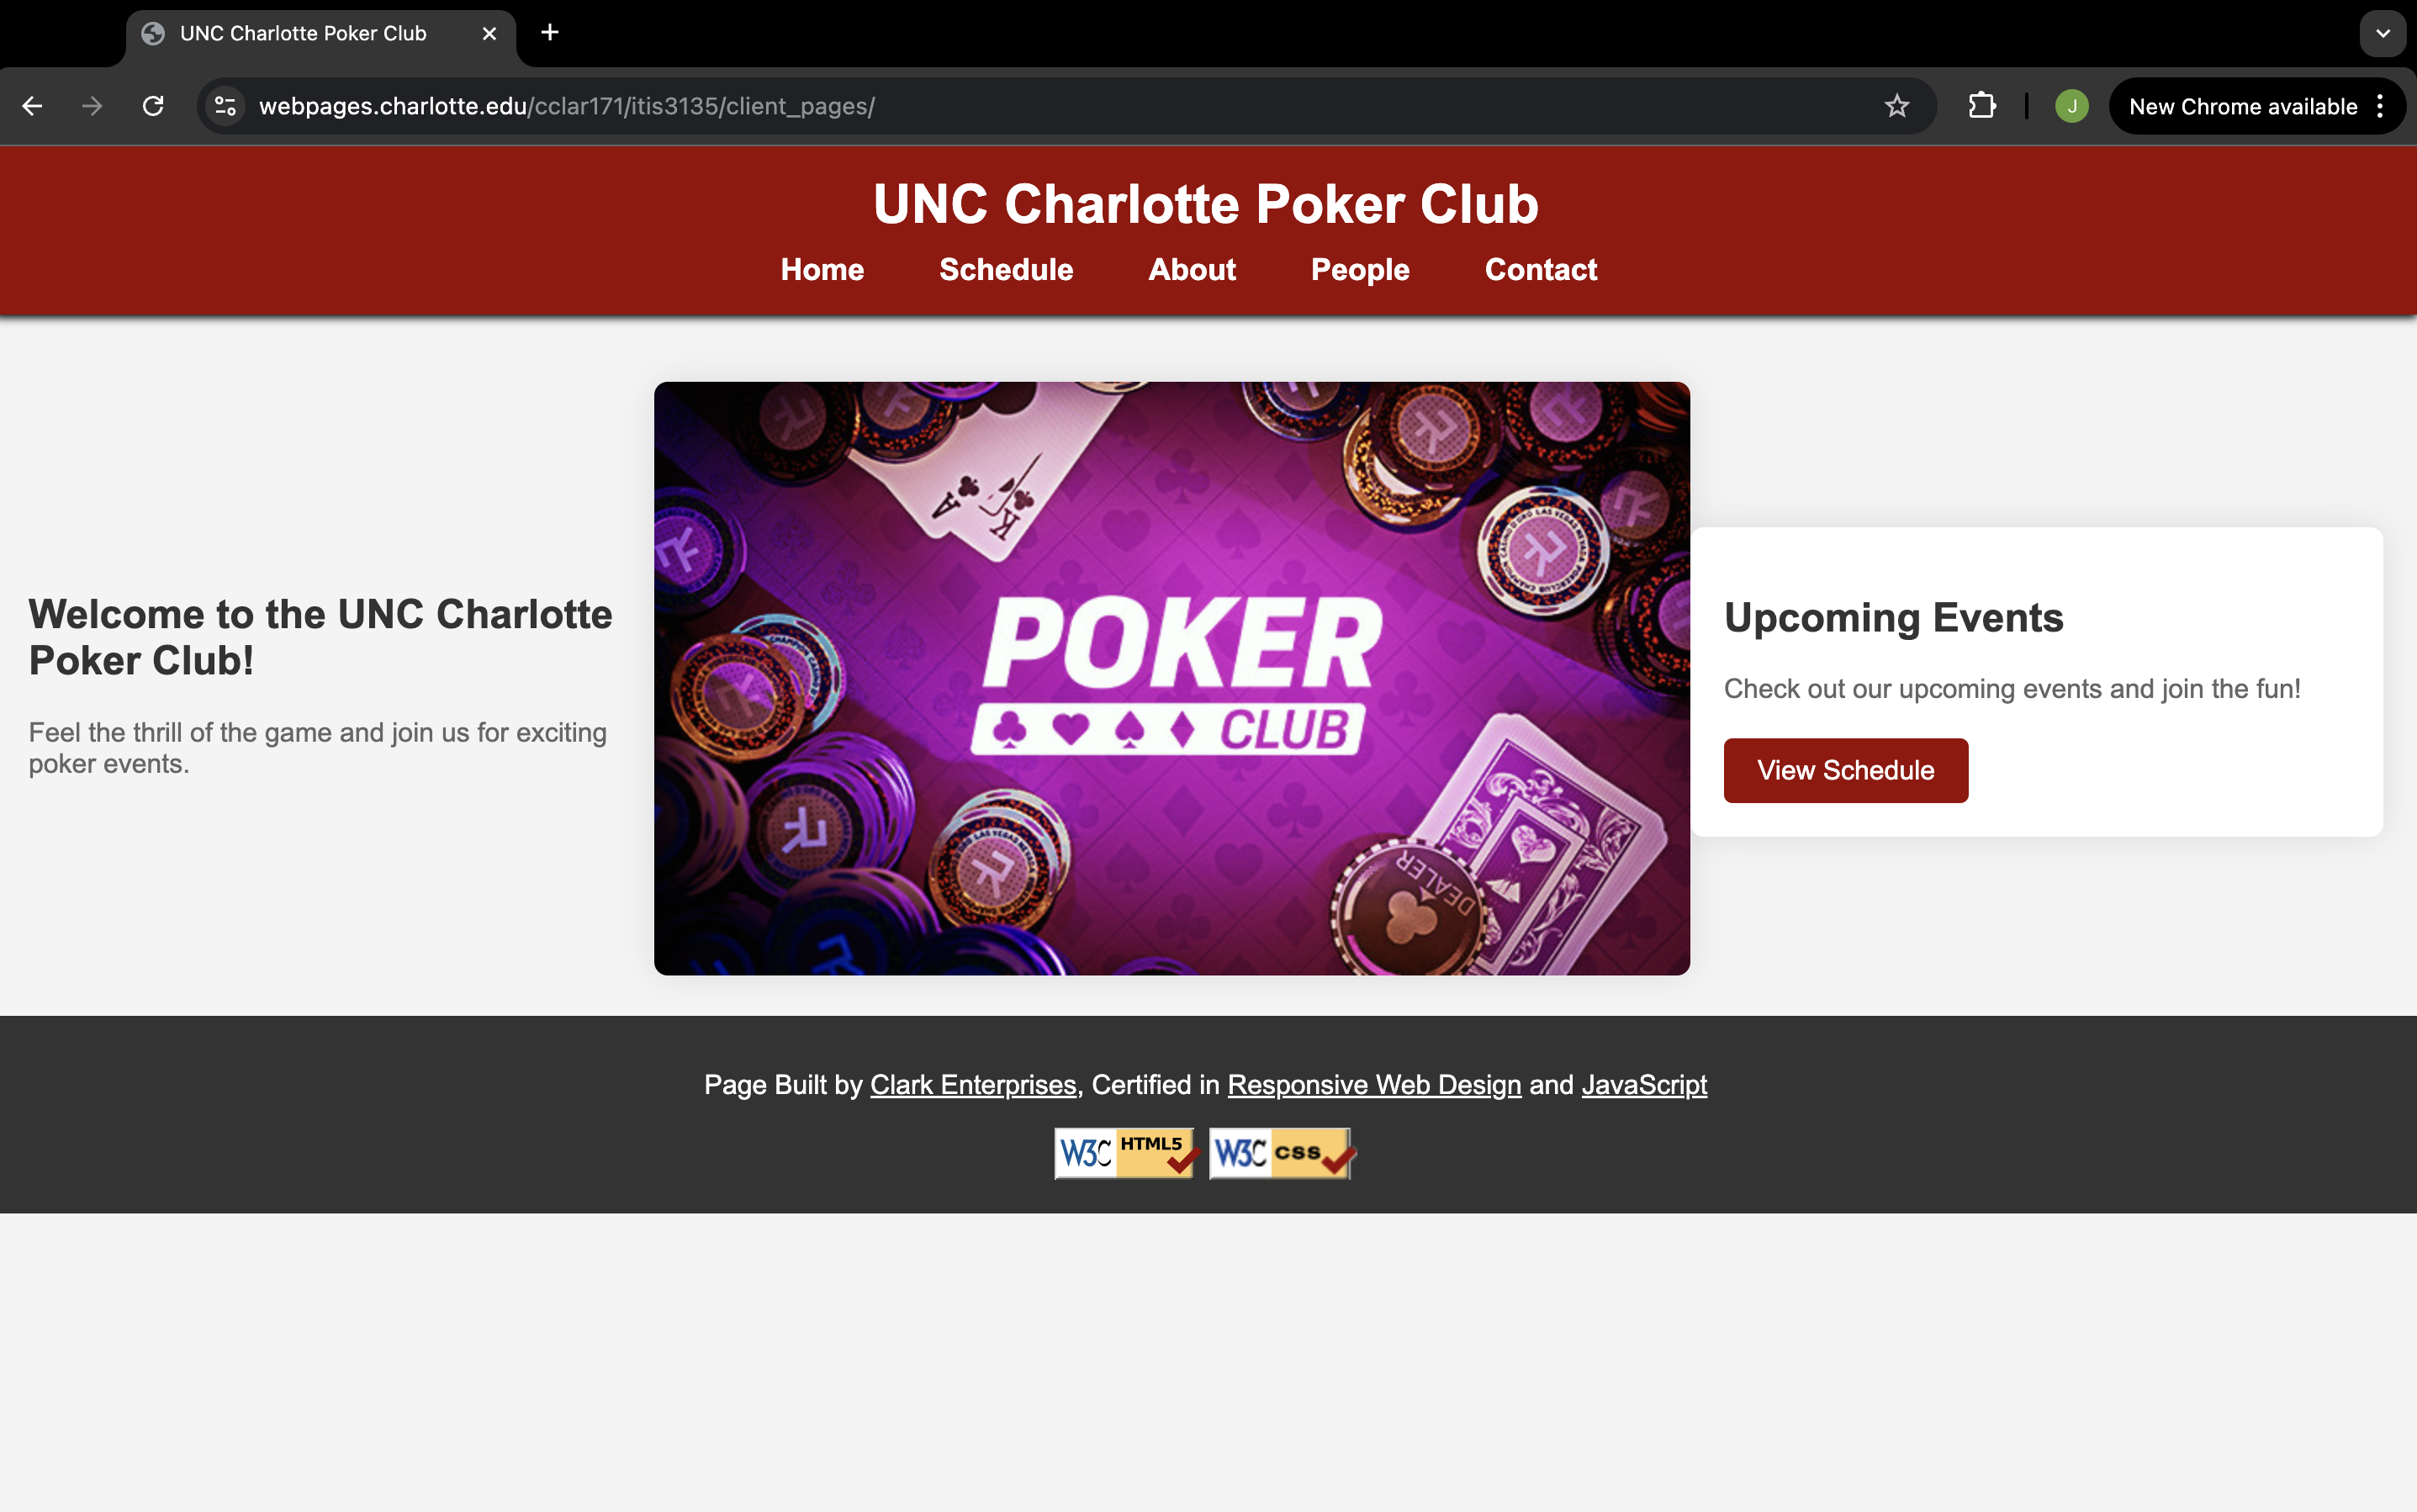 UNC Charlotte Poker Club
webpages.charlotte.edu/cclar171/itis3135/client_pages/
J
New Chrome available
UNC Charlotte Poker Club
Home Schedule About People Contact
Welcome to the UNC Charlotte
Poker Club!
Feel the thrill of the game and join us for exciting
poker events.
A
K
POKER
CLUB
DEALER
Upcoming Events
Check out our upcoming events and join the fun!
View Schedule
Page Built by Clark Enterprises, Certified in Responsive Web Design and JavaScript
W3C HTML5
W3C CSS